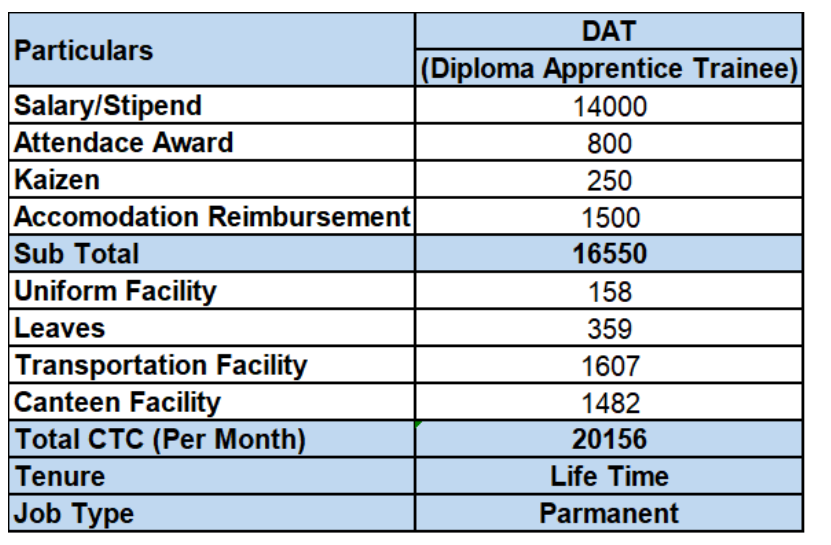 Particulars DAT
(Diploma Apprentice Trainee)
Salary/Stipend 14000
Attendace Award 800
Kaizen 250
Accomodation Reimbursement 1500
Sub Total 16550
Uniform Facility 158
Leaves 359
Transportation Facility 1607
Canteen Facility 1482
Total CTC (Per Month) 20156
Tenure Life Time
Job Type Parmanent